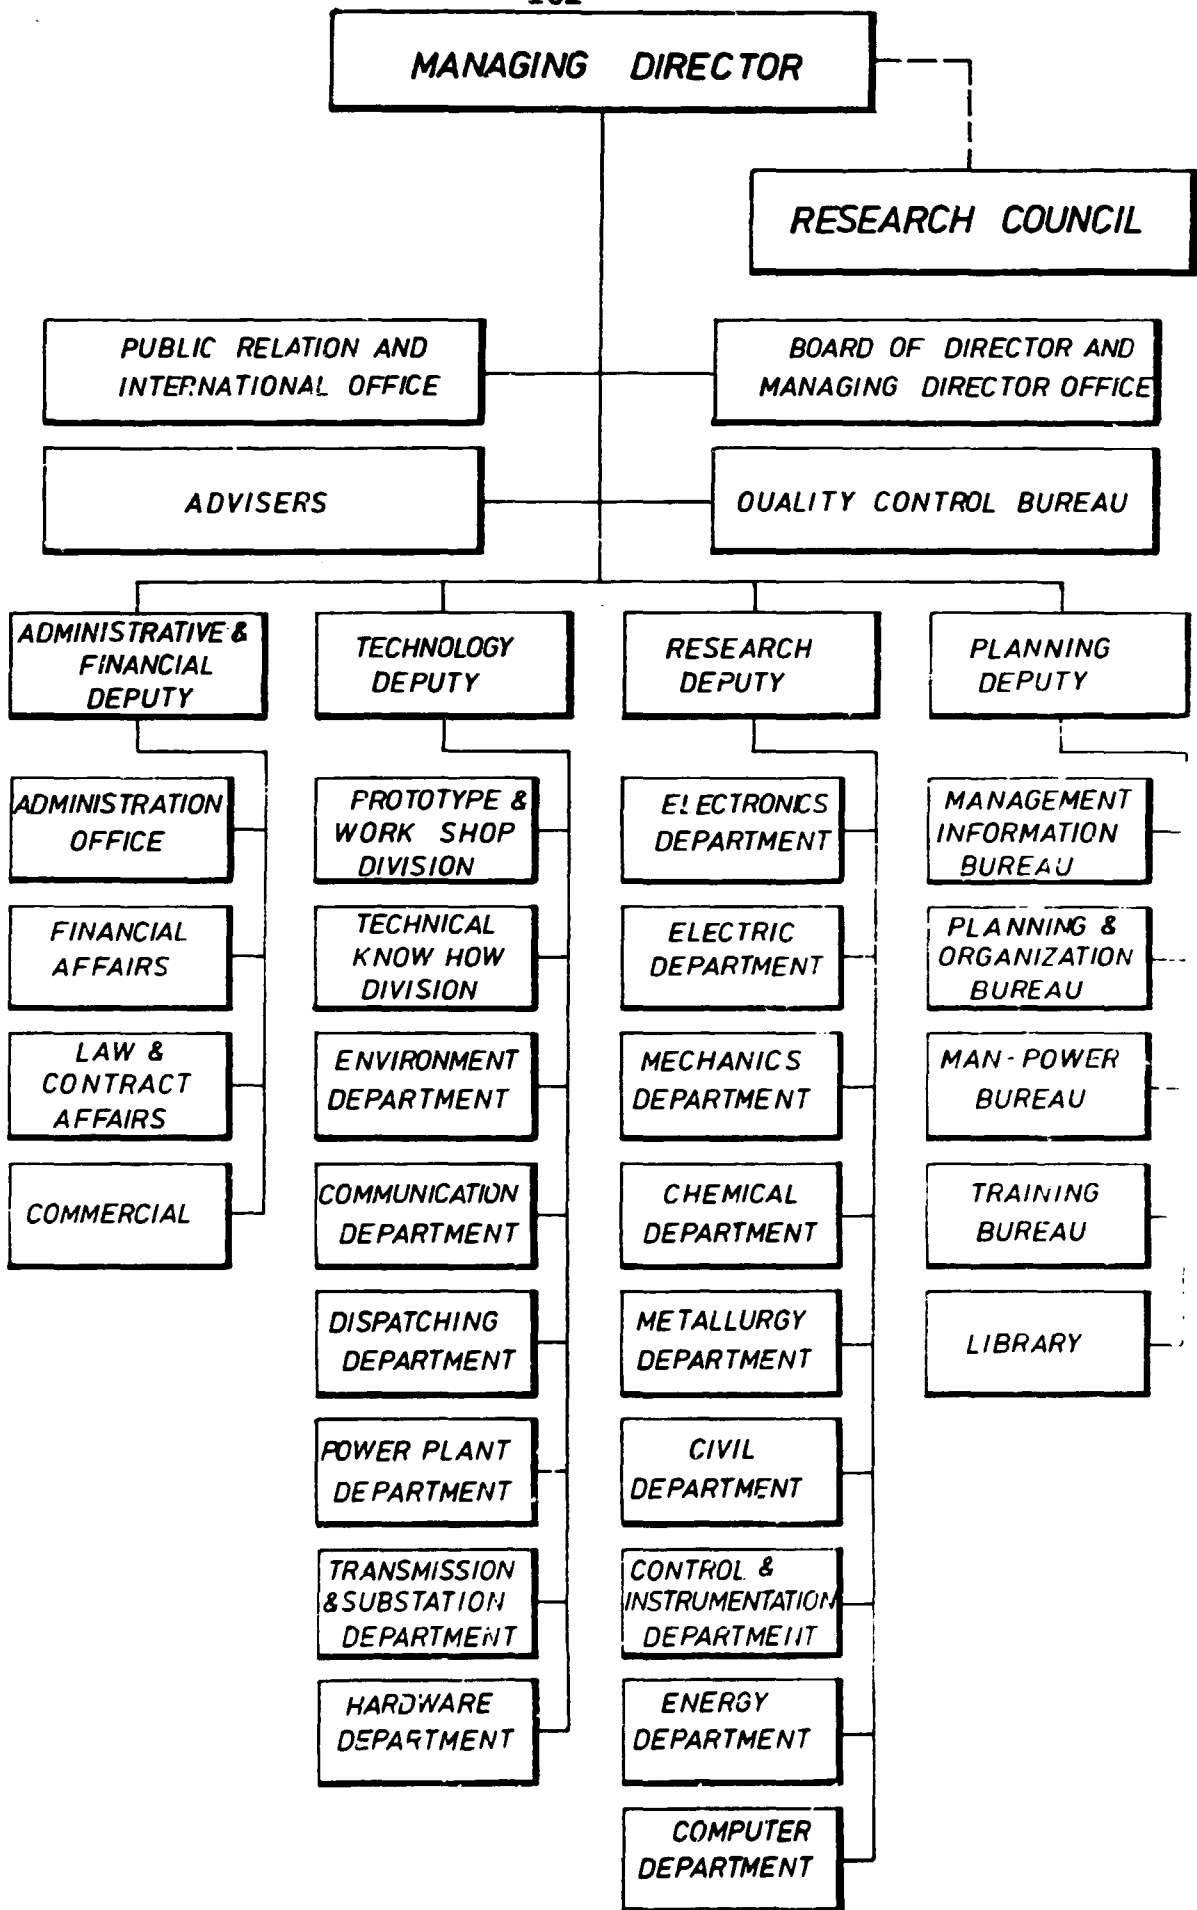 MANAGING DIRECTOR
RESEARCH COUNCIL
PUBLIC RELATION AND
INTERNATIONAL OFFICE
BOARD OF DIRECTOR AND
MANAGING DIRECTOR OFFICE
ADVISERS
QUALITY CONTROL BUREAU
ADMINISTRATIVE &
FINANCIAL
DEPUTY
TECHNOLOGY
DEPUTY
RESEARCH
DEPUTY
PLANNING
DEPUTY
ADMINISTRATION
OFFICE
FINANCIAL
AFFAIRS
LAW &
CONTRACT
AFFAIRS
COMMERCIAL
PROTOTYPE &
WORK SHOP
DIVISION
TECHNICAL
KNOW HOW
DIVISION
ENVIRONMENT
DEPARTMENT
COMMUNICATION
DEPARTMENT
DISPATCHING
DEPARTMENT
POWER PLANT
DEPARTMENT
TRANSMISSION
& SUBSTATION
DEPARTMENT
HARDWARE
DEPARTMENT
ELECTRONICS
DEPARTMENT
ELECTRIC
DEPARTMENT
MECHANICS
DEPARTMENT
CHEMICAL
DEPARTMENT
METALLURGY
DEPARTMENT
CIVIL
DEPARTMENT
CONTROL &
INSTRUMENTATION
DEPARTMENT
ENERGY
DEPARTMENT
COMPUTER
DEPARTMENT
MANAGEMENT
INFORMATION
BUREAU
PLANNING &
ORGANIZATION
BUREAU
MAN-POWER
BUREAU
TRAINING
BUREAU
LIBRARY